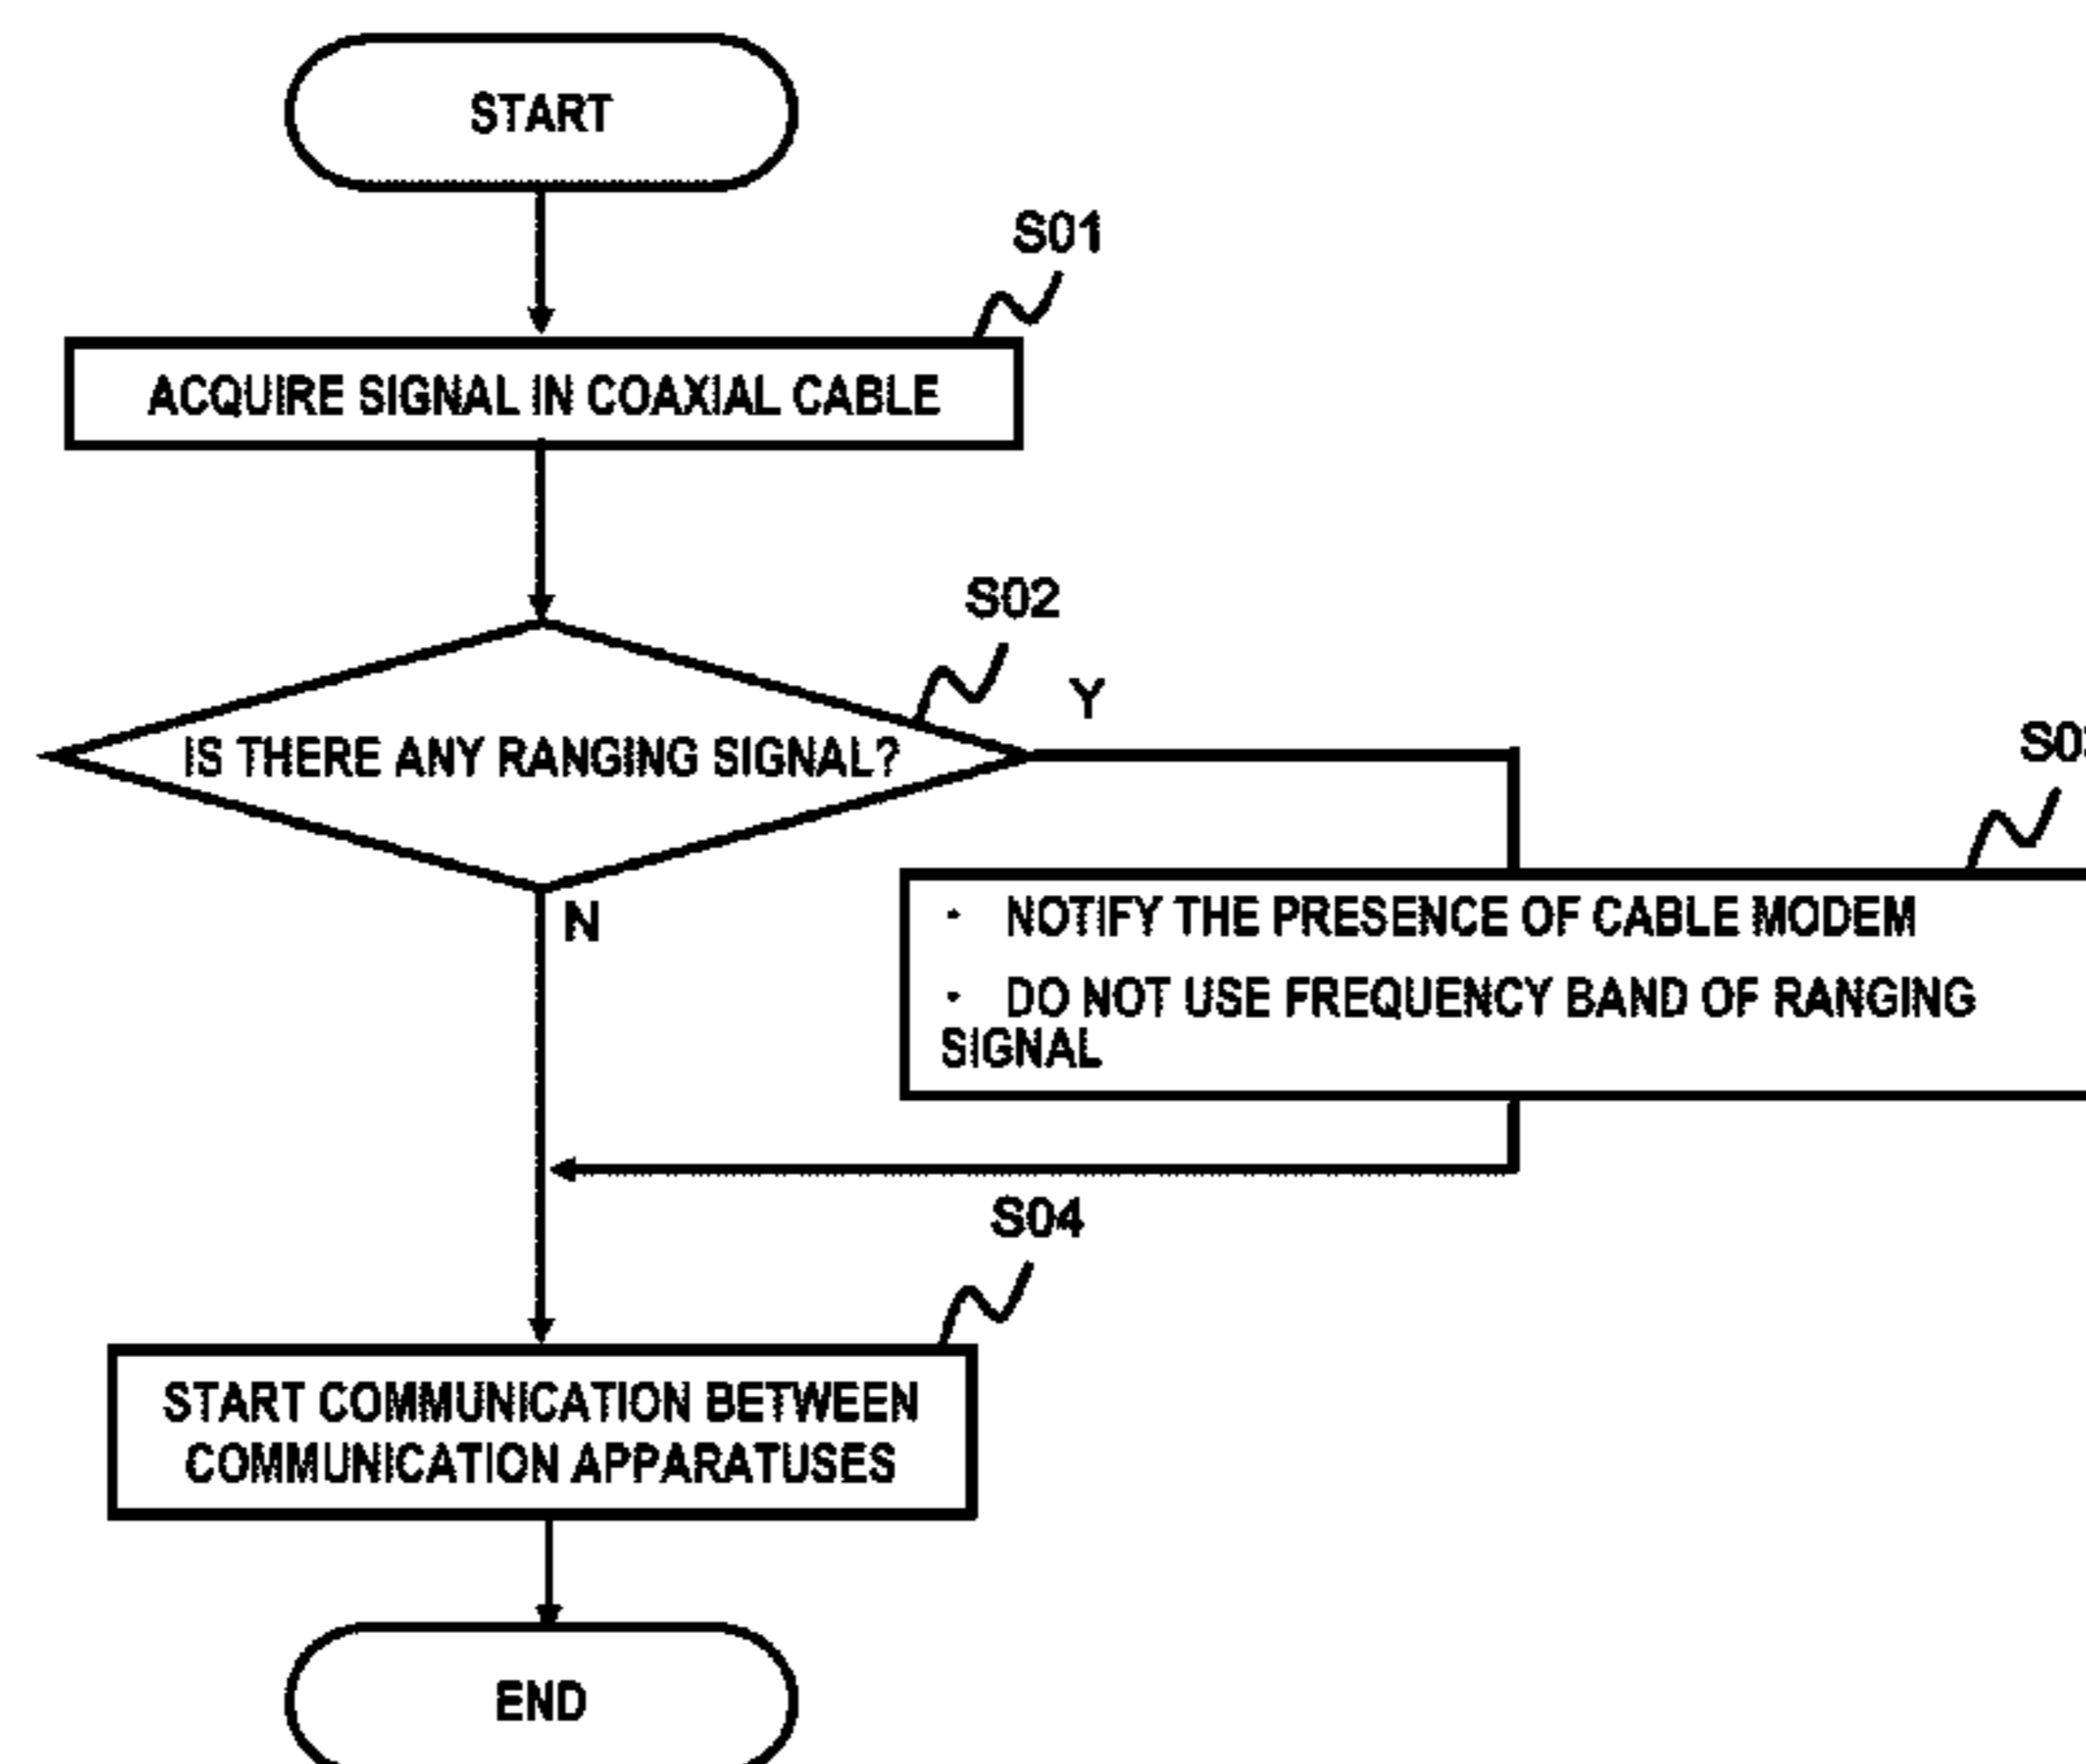 START
S01
ACQUIRE SIGNAL IN COAXIAL CABLE
S02
Y
IS THERE ANY RANGING SIGNAL?
N
· NOTIFY THE PRESENCE OF CABLE MODEM
· DO NOT USE FREQUENCY BAND OF RANGING
SIGNAL
S04
START COMMUNICATION BETWEEN
COMMUNICATION APPARATUSES
END